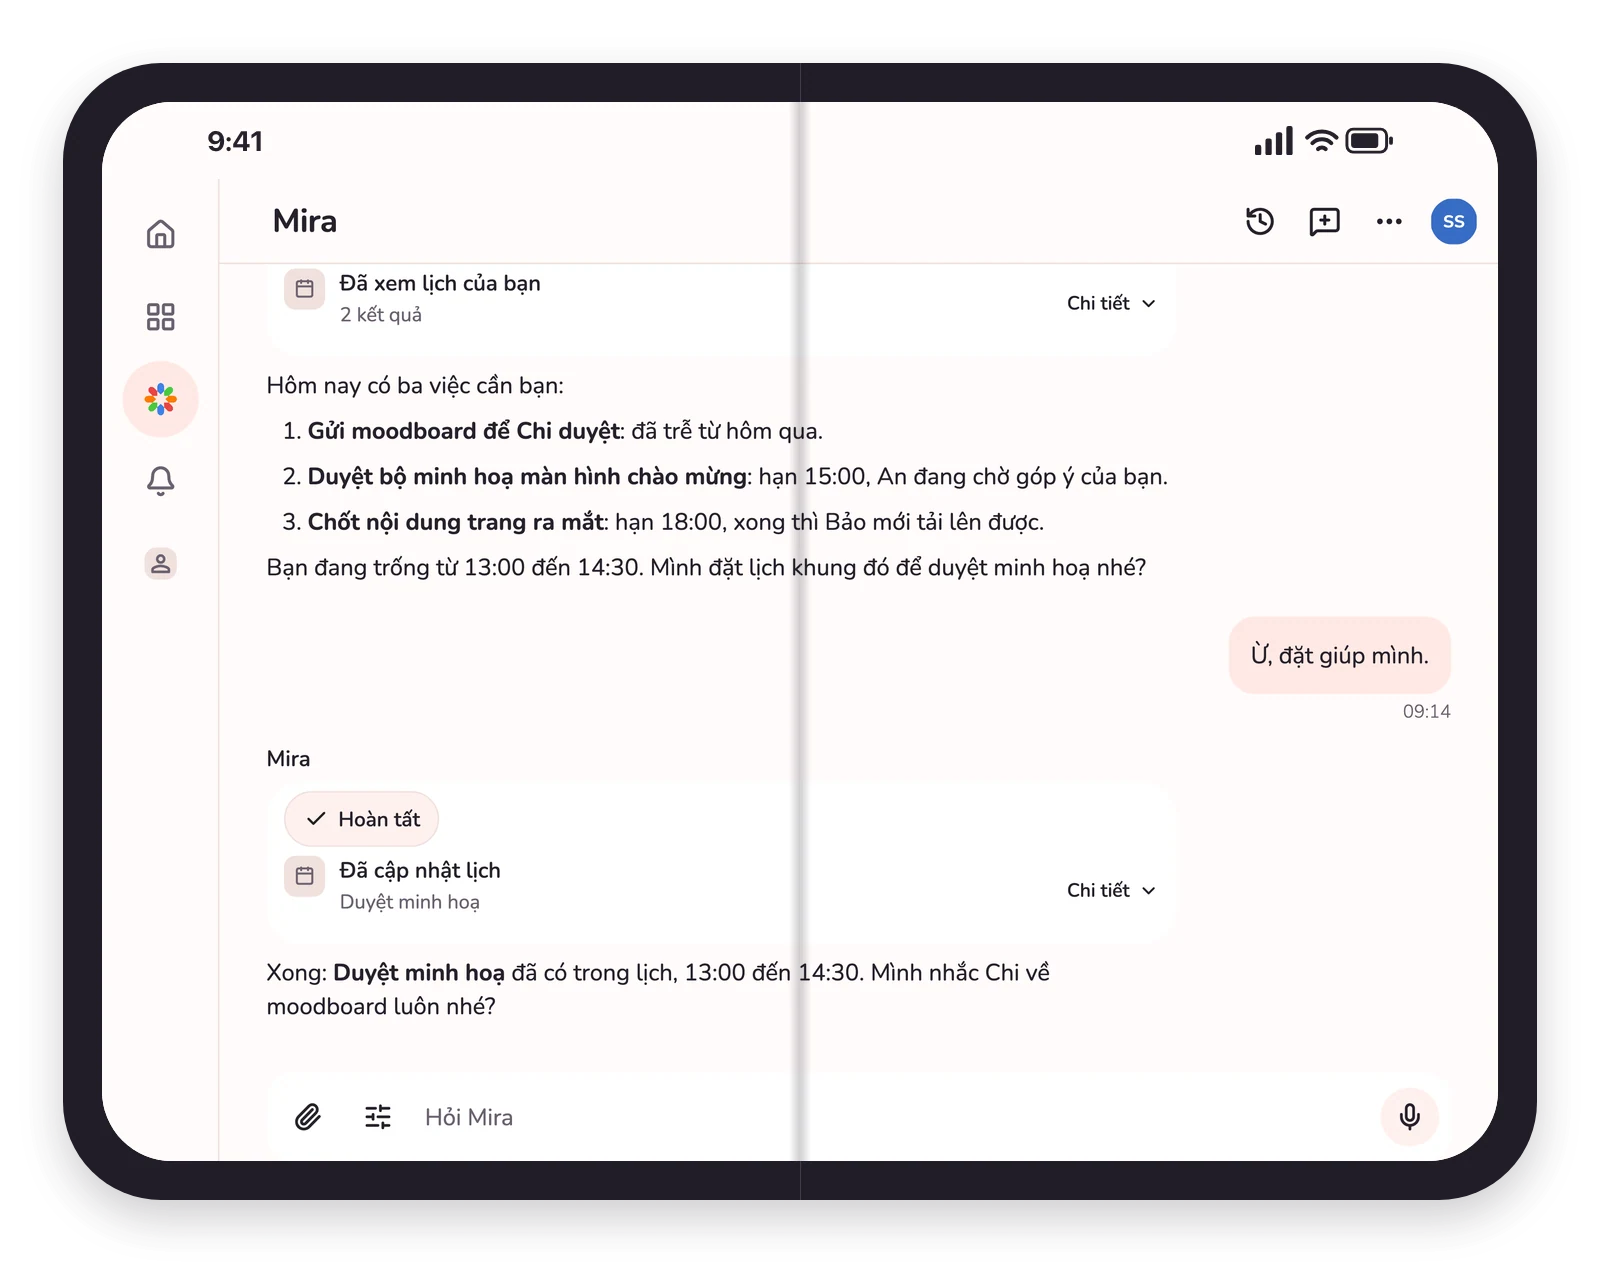 9:41
Mira
SS
Đã xem lịch của bạn
2 kết quả
Chi tiết
Hôm nay có ba việc cần bạn:
1. Gửi moodboard để Chi duyệt: đã trễ từ hôm qua.
2. Duyệt bộ minh hoạ màn hình chào mừng: hạn 15:00, An đang chờ góp ý của bạn.
3. Chốt nội dung trang ra mắt: hạn 18:00, xong thì Bảo mới tải lên được.
Bạn đang trống từ 13:00 đến 14:30. Mình đặt lịch khung đó để duyệt minh hoạ nhé?
Ừ, đặt giúp mình.
09:14
Mira
Hoàn tất
Đã cập nhật lịch
Duyệt minh hoạ
Chi tiết
Xong: Duyệt minh hoạ đã có trong lịch, 13:00 đến 14:30. Mình nhắc Chi về
moodboard luôn nhé?
Hỏi Mira